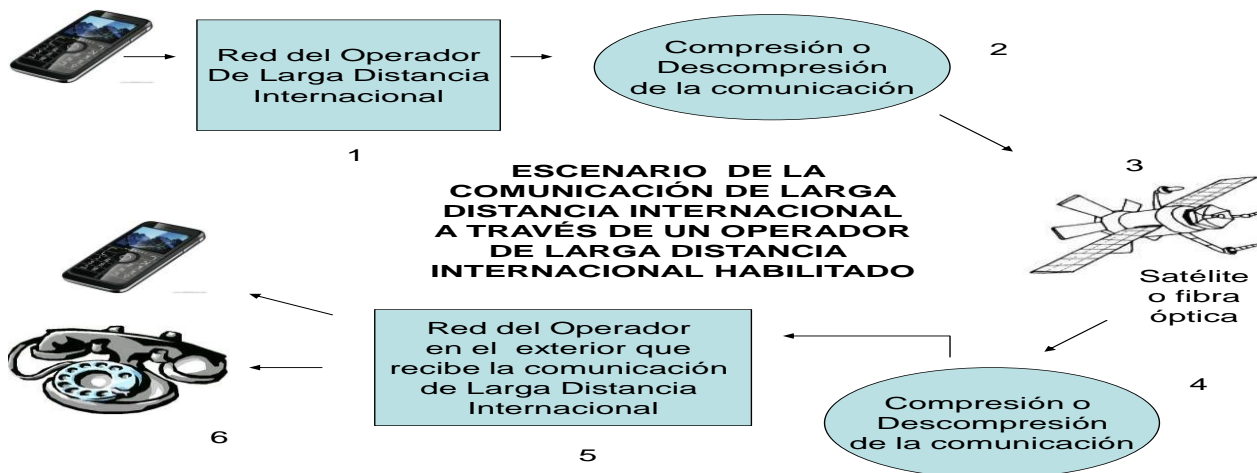 Red del Operador
De Larga Distancia
Internacional
1
Compresión o
Descompresión
de la comunicación
2
3
Satélite
o fibra
óptica
ESCENARIO DE LA
COMUNICACIÓN DE LARGA
DISTANCIA INTERNACIONAL
A TRAVÉS DE UN OPERADOR
DE LARGA DISTANCIA
INTERNACIONAL HABILITADO
Compresión o
Descompresión
de la comunicación
4
Red del Operador
en el exterior que
recibe la comunicación
de Larga Distancia
Internacional
5
6